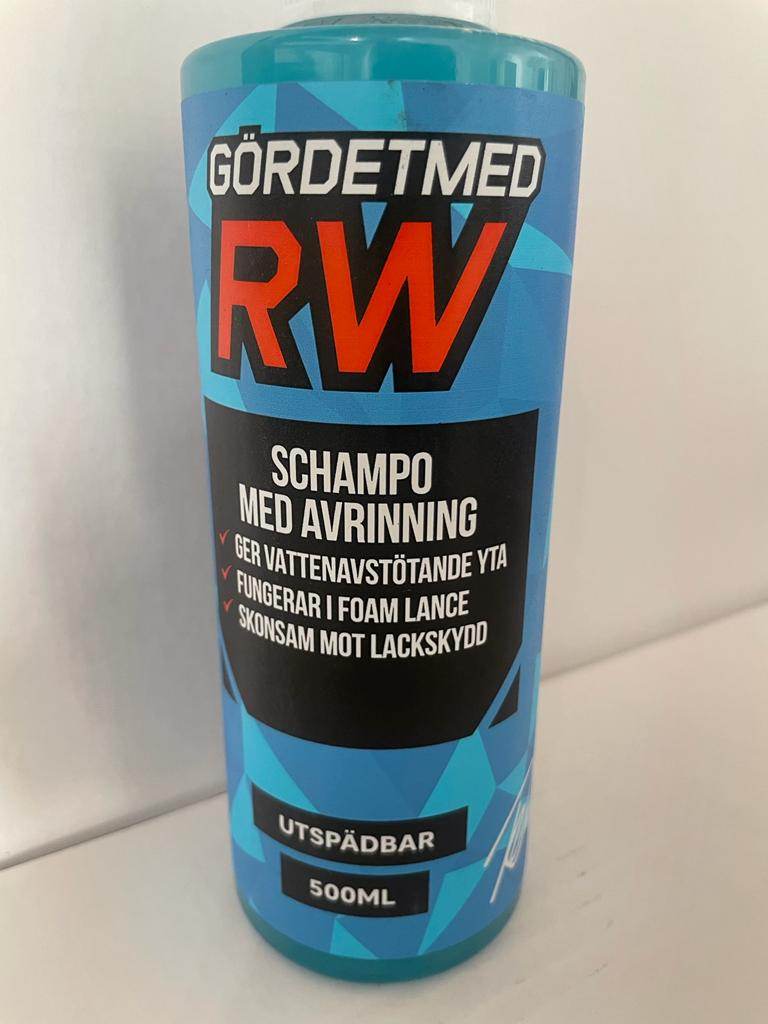 GÖRDETMED
RW
SCHAMPO
MED AVRINNING
GER VATTENAVSTÖTANDE YTA
FUNGERAR I FOAM LANCE
SKONSAM MOT LACKSKYDD
UTSPÄDBAR
500ML